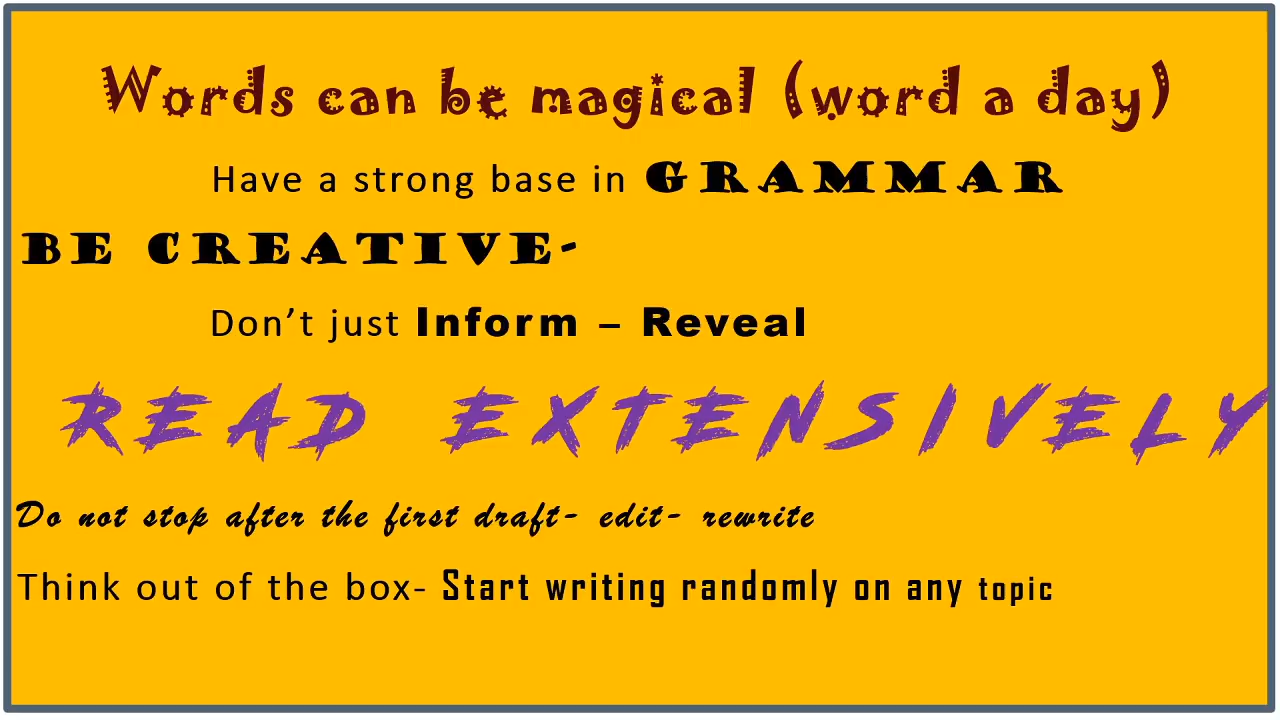 Words can be magical (word a day)
Have a strong base in GRAMMAR
BE CREATIVE-
Don’t just Inform – Reveal
READ EXTENSIVELY
Do not stop after the first draft- edit- rewrite
Think out of the box- Start writing randomly on any topic